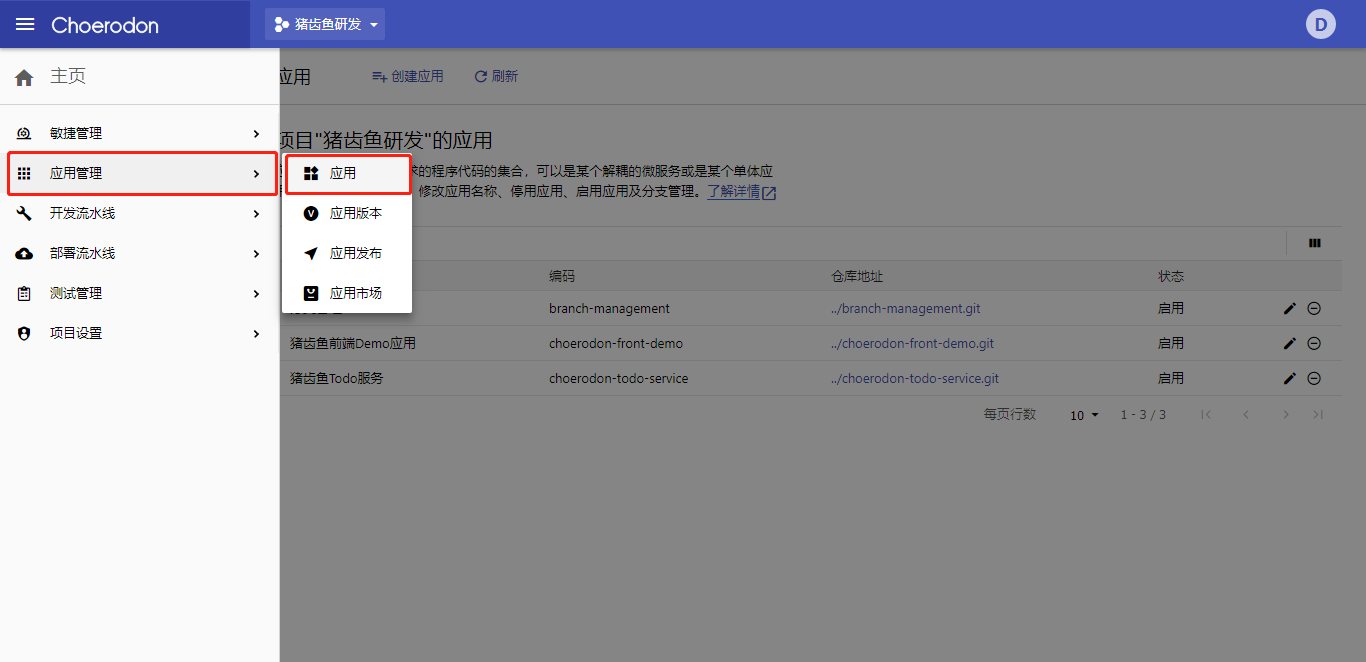 Choerodon
猪齿鱼研发
D
主页
敏捷管理
应用管理
开发流水线
部署流水线
测试管理
项目设置
应用
V 应用版本
应用发布
应用市场
应用 创建应用 刷新
项目"猪齿鱼研发"的应用
的程序代码的集合，可以是某个解耦的微服务或是某个单体应
修改应用名称、停用应用、启用应用及分支管理。了解详情
编码 仓库地址 状态
branch-management ../branch-management.git 启用
猪齿鱼前端Demo应用 choerodon-front-demo ../choerodon-front-demo.git 启用
猪齿鱼Todo服务 choerodon-todo-service ../choerodon-todo-service.git 启用
每页行数 10 1 - 3 / 3